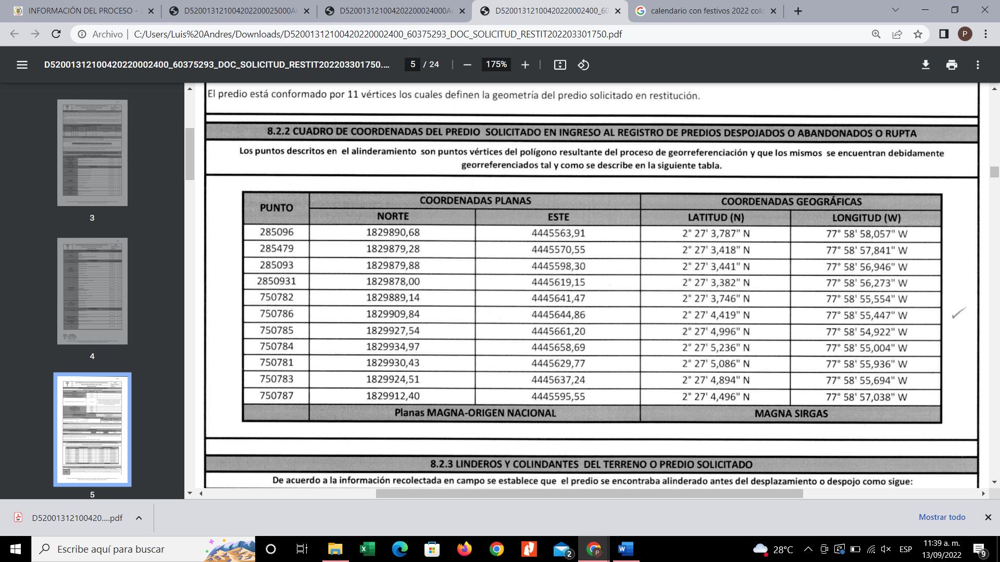 INFORMACIÓN DEL PROCESO - J
D520013121004202200025000Au
D520013121004202200024000Au
D52001312100420220002400_60
calendario con festivos 2022 colo
Archivo | C:/Users/Luis%20Andres/Downloads/D52001312100420220002400_60375293_DOC_SOLICITUD_RESTIT202203301750.pdf
P
D52001312100420220002400_60375293_DOC_SOLICITUD_RESTIT202203301750....
5 / 24
175%
3
4
5
El predio está conformado por 11 vértices los cuales definen la geometría del predio solicitado en restitución.
8.2.2 CUADRO DE COORDENADAS DEL PREDIO SOLICITADO EN INGRESO AL REGISTRO DE PREDIOS DESPOJADOS O ABANDONADOS O RUPTA
Los puntos descritos en el alinderamiento son puntos vértices del polígono resultante del proceso de georreferenciación y que los mismos se encuentran debidamente
georreferenciados tal y como se describe en la siguiente tabla.
PUNTO COORDENADAS PLANAS COORDENADAS GEOGRÁFICAS
NORTE ESTE LATITUD (N) LONGITUD (W)
285096 1829890,68 4445563,91 2° 27' 3,787" N 77° 58' 58,057" W
285479 1829879,28 4445570,55 2° 27' 3,418" N 77° 58' 57,841" W
285093 1829879,88 4445598,30 2° 27' 3,441" N 77° 58' 56,946" W
2850931 1829878,00 4445619,15 2° 27' 3,382" N 77° 58' 56,273" W
750782 1829889,14 4445641,47 2° 27' 3,746" N 77° 58' 55,554" W
750786 1829909,84 4445644,86 2° 27' 4,419" N 77° 58' 55,447" W
750785 1829927,54 4445661,20 2° 27' 4,996" N 77° 58' 54,922" W
750784 1829934,97 4445658,69 2° 27' 5,236" N 77° 58' 55,004" W
750781 1829930,43 4445629,77 2° 27' 5,086" N 77° 58' 55,936" W
750783 1829924,51 4445637,24 2° 27' 4,894" N 77° 58' 55,694" W
750787 1829912,40 4445595,55 2° 27' 4,496" N 77° 58' 57,038" W
Planas MAGNA-ORIGEN NACIONAL MAGNA SIRGAS
8.2.3 LINDEROS Y COLINDANTES DEL TERRENO O PREDIO SOLICITADO
De acuerdo a la información recolectada en campo se establece que el predio se encontraba alinderado antes del desplazamiento o despojo como sigue:
D52001312100420....pdf
Mostrar todo
Escribe aquí para buscar
2
28°C
ESP
11:39 a. m.
13/09/2022
9